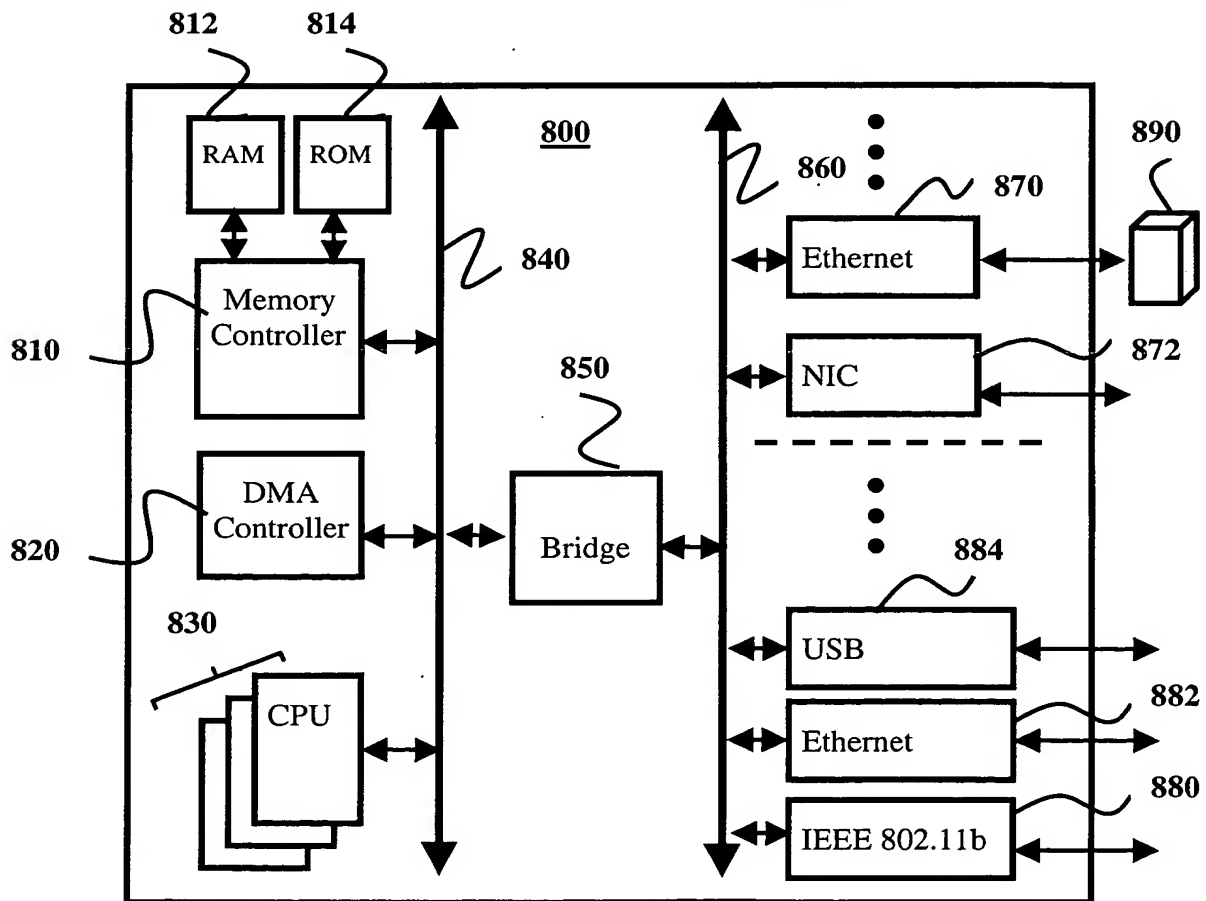 812
814
RAM
ROM
800
860
870
890
Ethernet
840
Memory
Controller
810
872
NIC
850
DMA
Controller
820
Bridge
884
830
USB
CPU
882
Ethernet
880
IEEE 802.11b